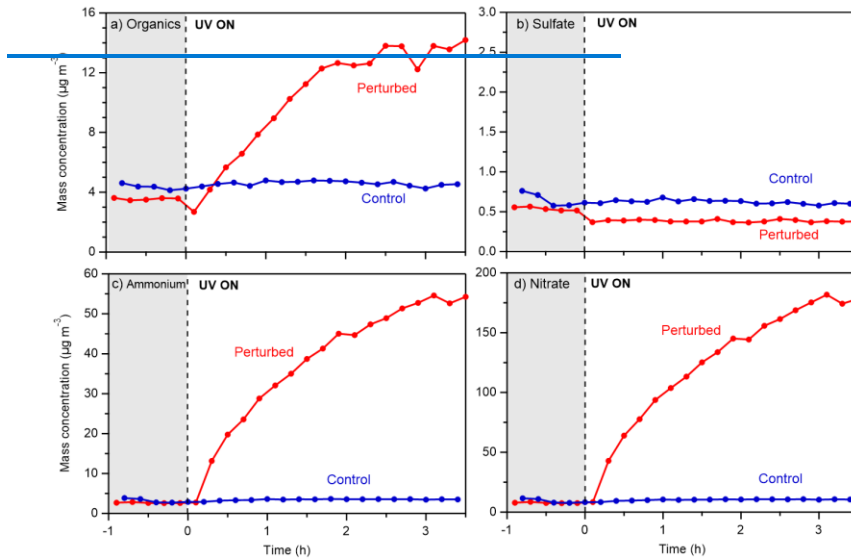 a) Organics UV ON
b) Sulfate UV ON
16
12
8
4
0
Mass concentration (µg m⁻³)
Perturbed
Control
3.0
2.5
2.0
1.5
1.0
0.5
0.0
Control
Perturbed
c) Ammonium UV ON
d) Nitrate UV ON
60
50
40
30
20
10
0
Mass concentration (µg m⁻³)
Perturbed
Control
200
150
100
50
0
Perturbed
Control
-1 0 1 2 3
Time (h)
-1 0 1 2 3
Time (h)